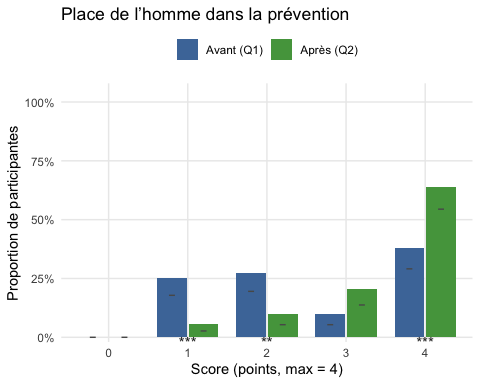 Place de l’homme dans la prévention
Avant (Q1) Après (Q2)
Proportion de participantes
100%
75%
50%
25%
0%
*** ** ***
0 1 2 3 4
Score (points, max = 4)